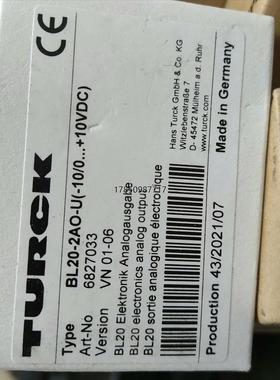 TURCK
CE
Type BL20-2AO-U(-10/0...+10VDC)
Art-No 6827033
Version VN 01-06
BL20 Elektronik Analogausgabe
BL20 electronics analog output
BL20 sortie analogique électronique
Hans Turck GmbH & Co. KG
Witzlebenstraße 7
D- 45472 Mülheim a.d. Ruhr
www.turck.com
Made in Germany
Production 43/2021/07